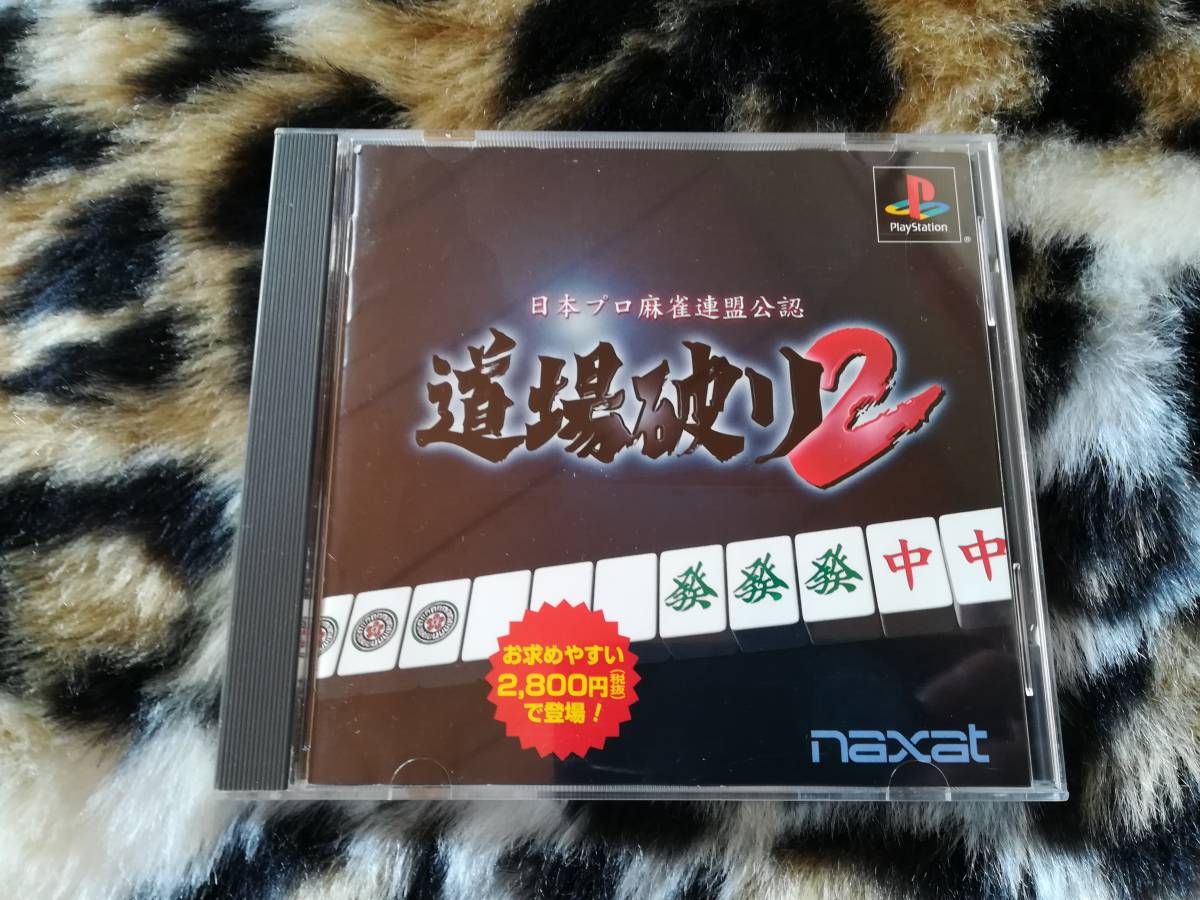 PlayStation
®
日本プロ麻雀連盟公認
道場破り2
發 發 發 中 中
お求めやすい
2,800円(税抜)
で登場!
naxat